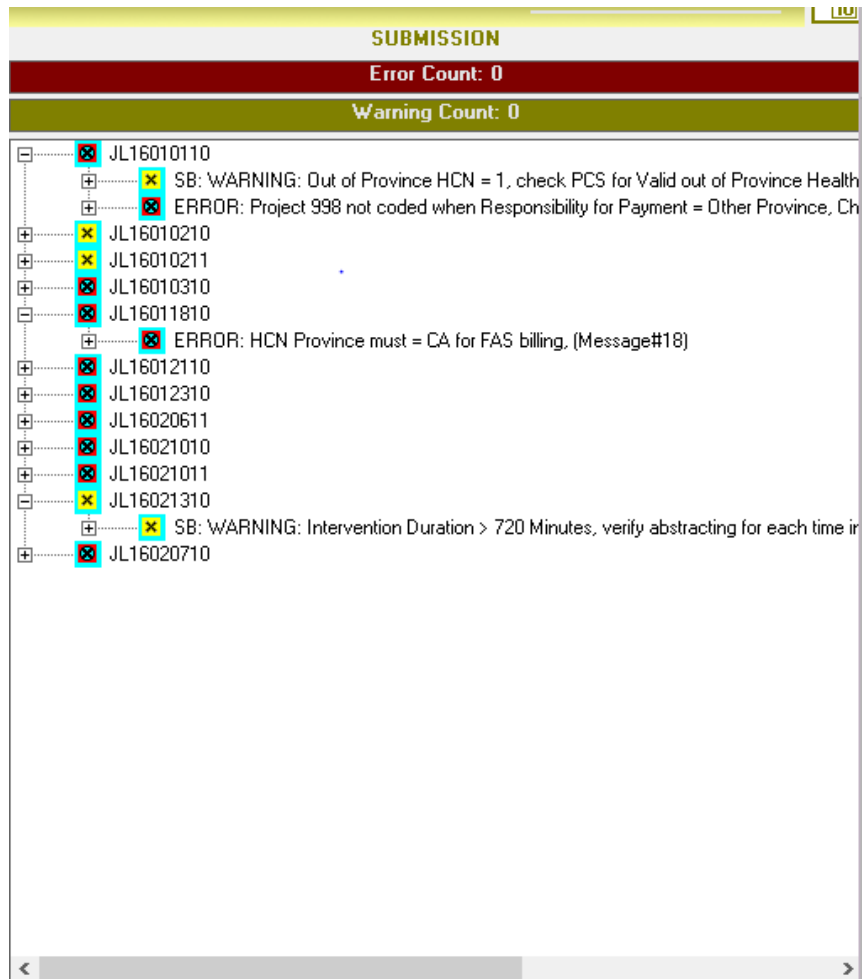 10
SUBMISSION
Error Count: 0
Warning Count: 0
JL16010110
SB: WARNING: Out of Province HCN = 1, check PCS for Valid out of Province Health
ERROR: Project 998 not coded when Responsibility for Payment = Other Province, Ch
JL16010210
JL16010211
JL16010310
JL16011810
ERROR: HCN Province must = CA for FAS billing, (Message#18)
JL16012110
JL16012310
JL16020611
JL16021010
JL16021011
JL16021310
SB: WARNING: Intervention Duration > 720 Minutes, verify abstracting for each time in
JL16020710